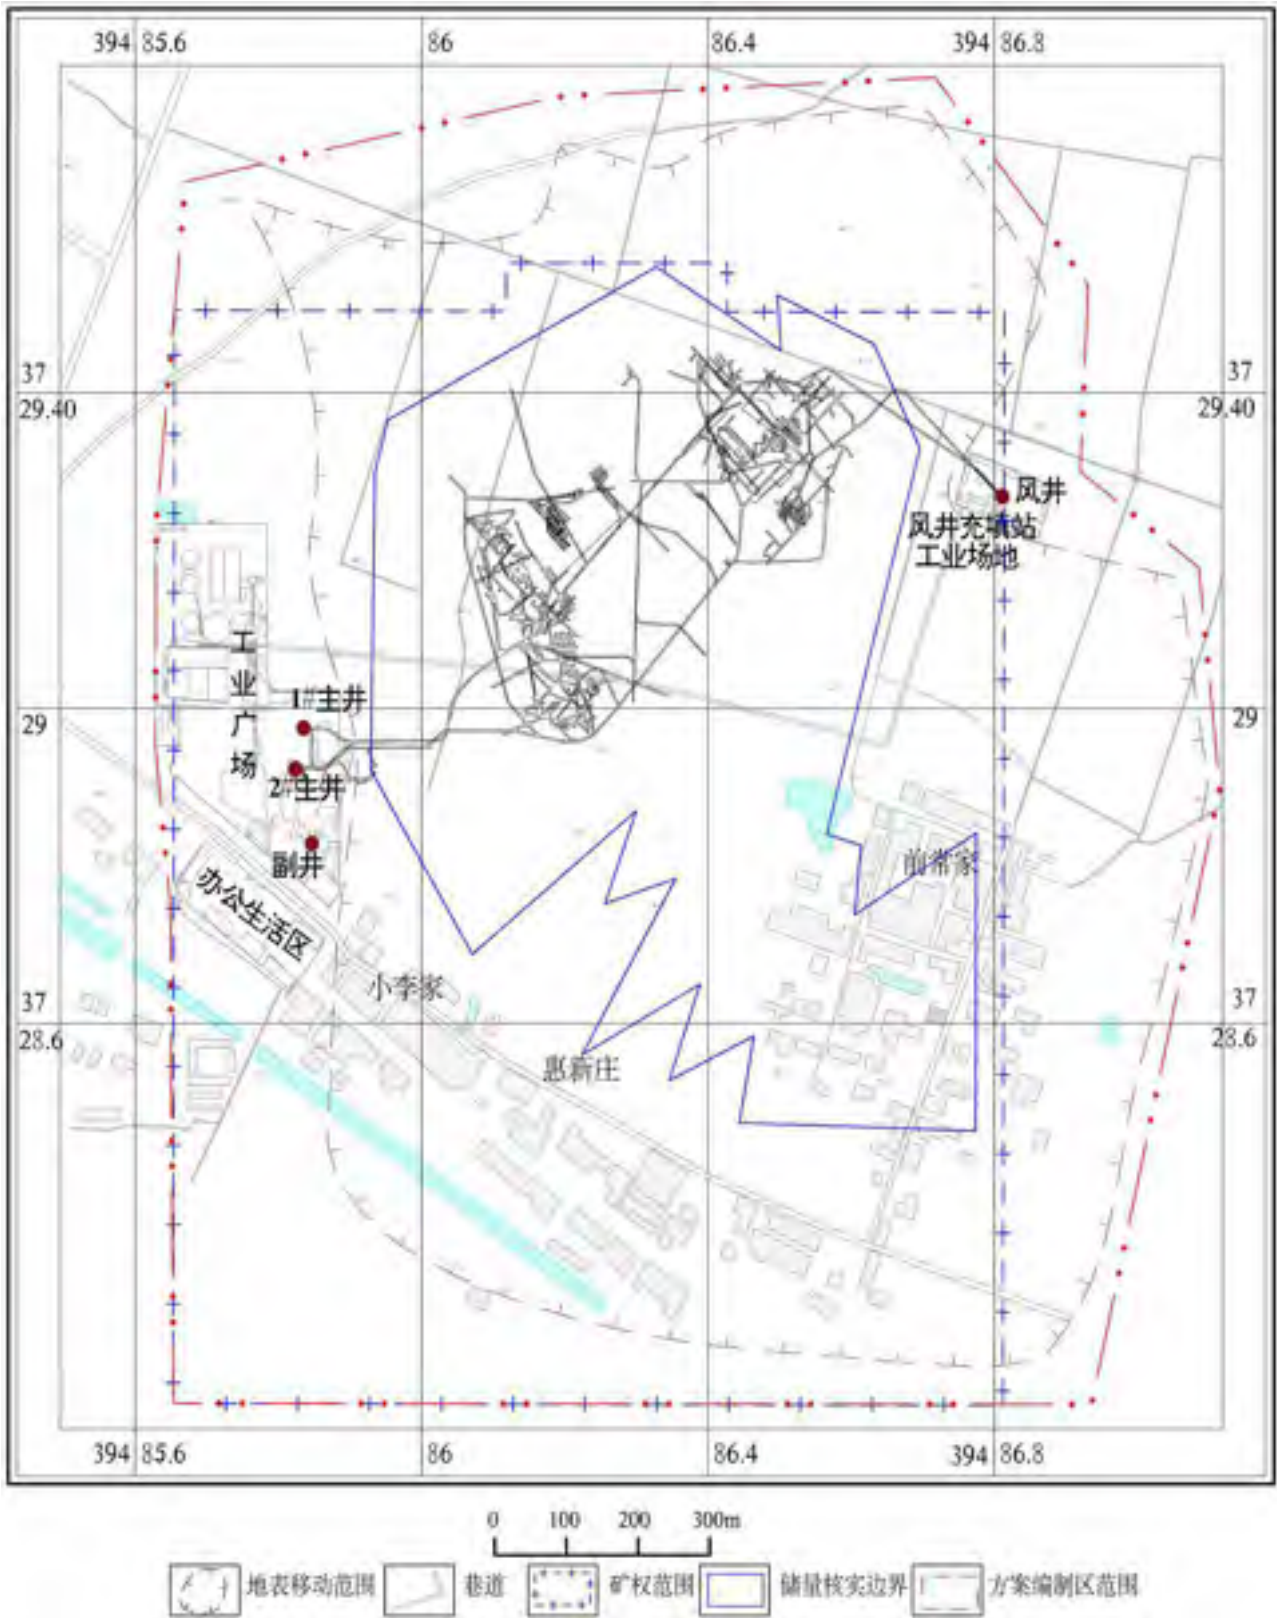 394 85.6 86 86.4 394 86.8
37 37
29.40 29.40
风井
风井充填站
工业场地
工业广场
1#主井
29 29
2#主井
副井
前常家
办公生活区
小李家
37 37
28.6 28.6
惠新庄
394 85.6 86 86.4 394 86.8
0 100 200 300m
地表移动范围 巷道 矿权范围 储量核实边界 方案编制区范围